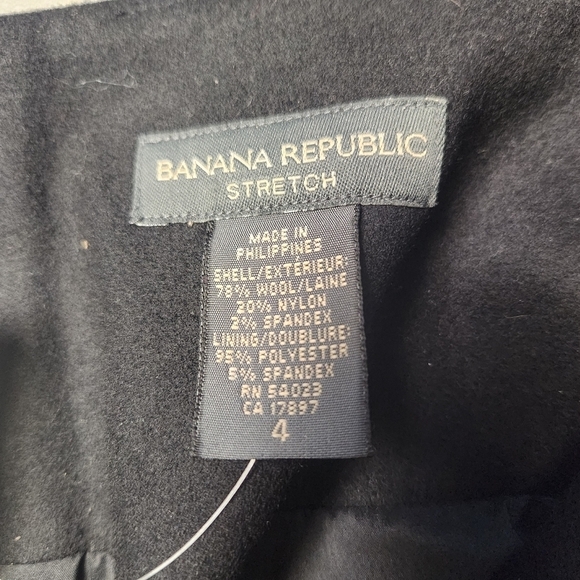 BANANA REPUBLIC
STRETCH
MADE IN
PHILIPPINES
SHELL/EXTÉRIEUR:
78% WOOL/LAINE
20% NYLON
2% SPANDEX
LINING/DOUBLURE:
95% POLYESTER
5% SPANDEX
RN 54023
CA 17897
4